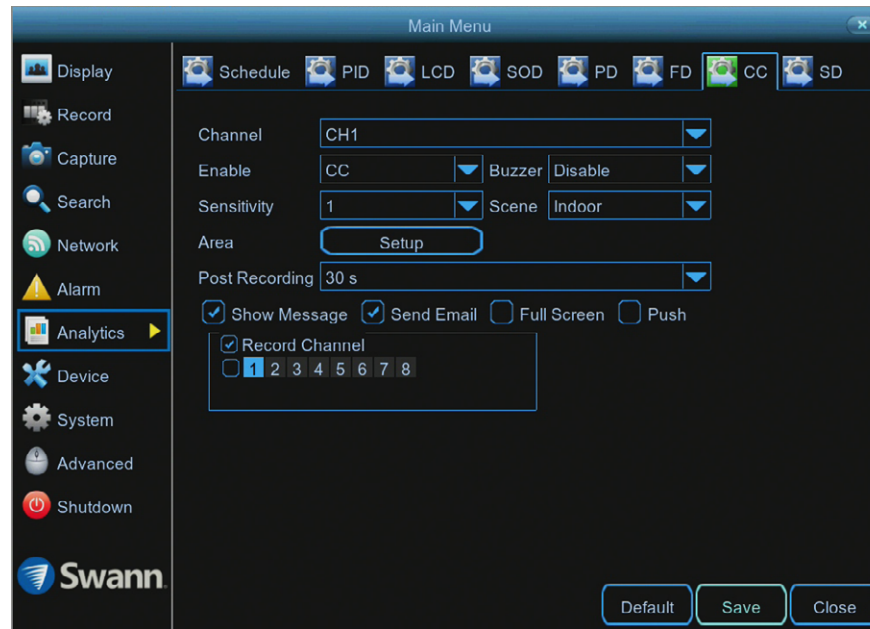 Main Menu
Display
Record
Capture
Search
Network
Alarm
Analytics
Device
System
Advanced
Shutdown
Swann
Schedule PID LCD SOD PD FD CC SD
Channel CH1
Enable CC Buzzer Disable
Sensitivity 1 Scene Indoor
Area Setup
Post Recording 30 s
Show Message Send Email Full Screen Push
Record Channel
1 2 3 4 5 6 7 8
Default Save Close